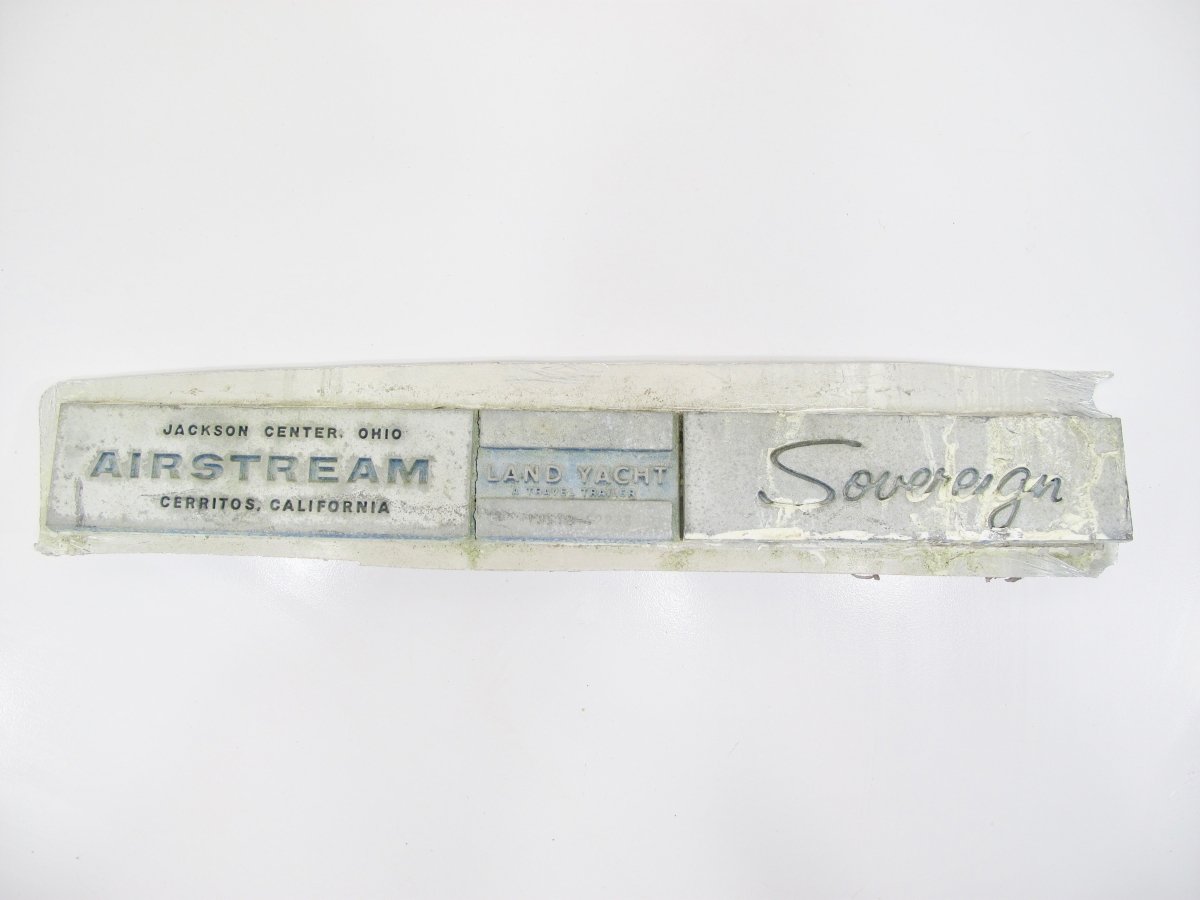 JACKSON CENTER, OHIO
AIRSTREAM
CERRITOS, CALIFORNIA
LAND YACHT
A TRAVEL TRAILER
Sovereign